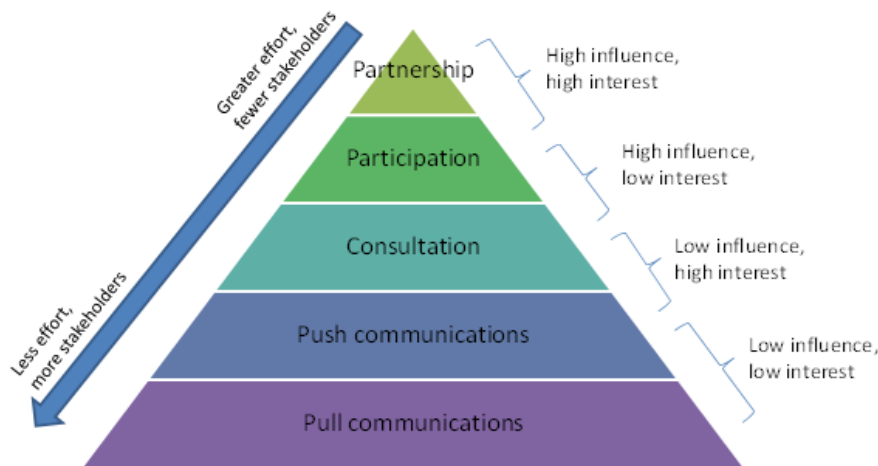 Greater effort,
fewer stakeholders
Less effort,
more stakeholders
Partnership
Participation
Consultation
Push communications
Pull communications
High influence,
high interest
High influence,
low interest
Low influence,
high interest
Low influence,
low interest